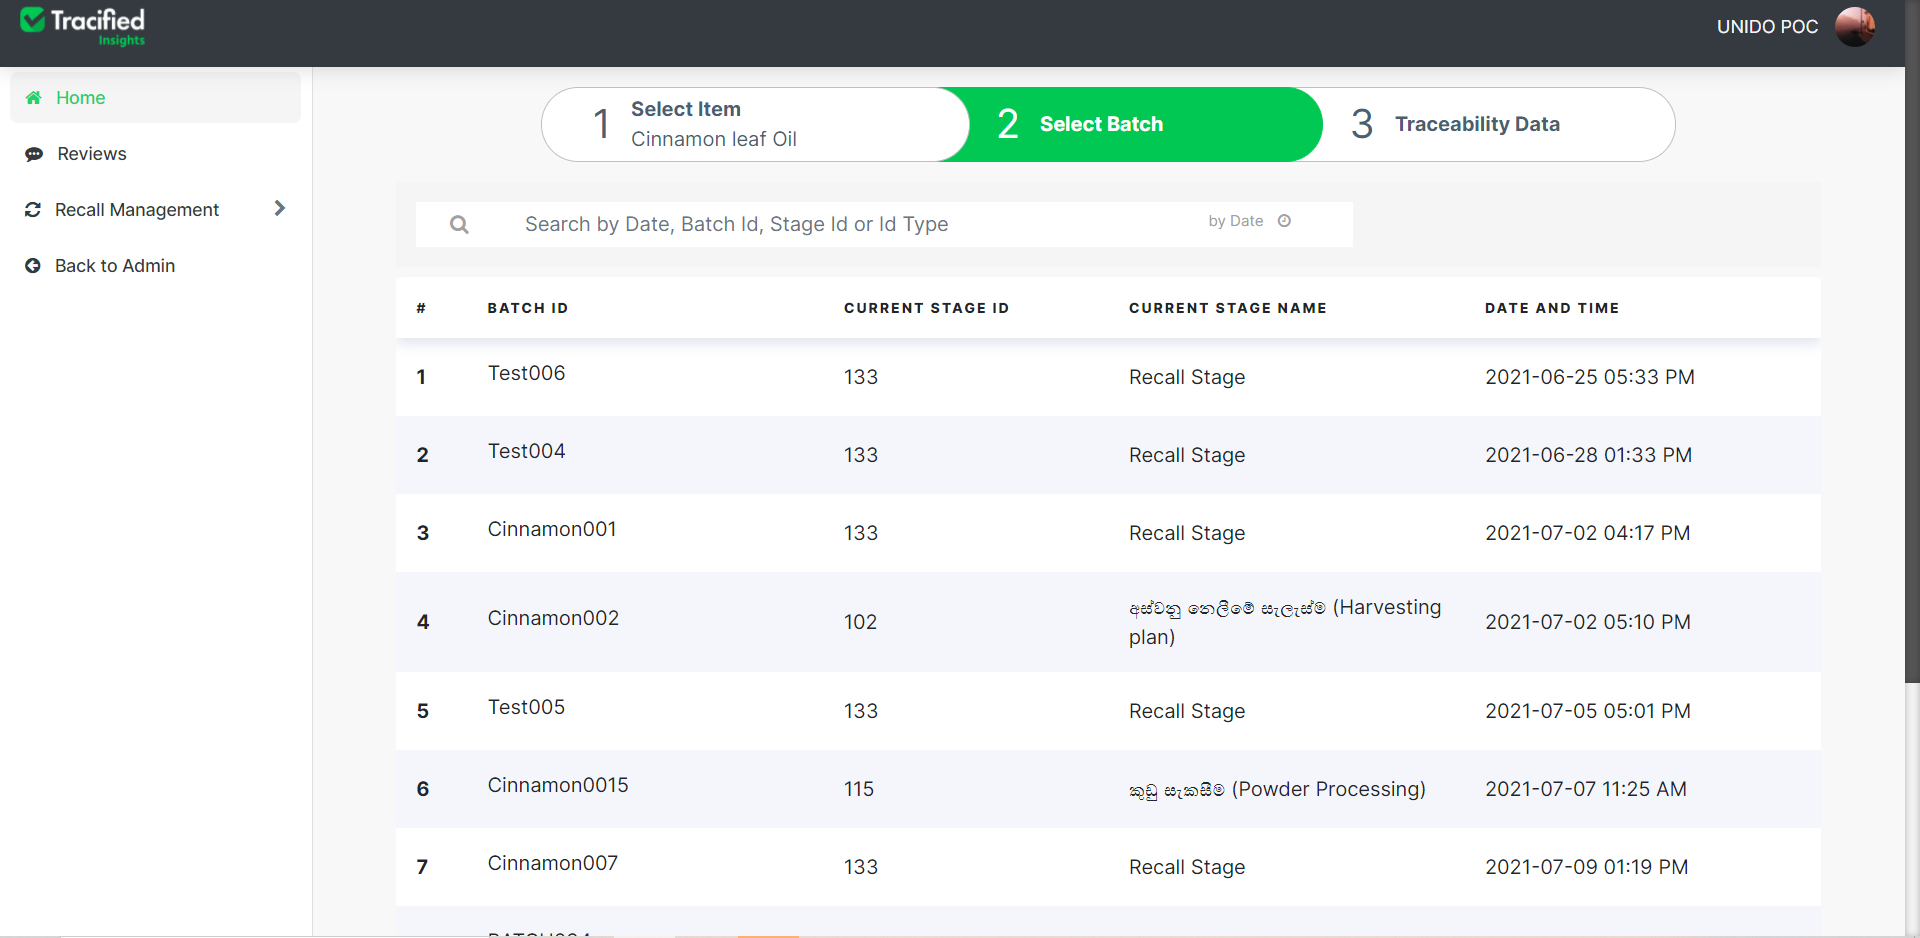 Tracified
Insights
UNIDO POC
Home
Reviews
Recall Management
Back to Admin
1 Select Item
Cinnamon leaf Oil
2 Select Batch
3 Traceability Data
Search by Date, Batch Id, Stage Id or Id Type by Date
# BATCH ID CURRENT STAGE ID CURRENT STAGE NAME DATE AND TIME
1 Test006 133 Recall Stage 2021-06-25 05:33 PM
2 Test004 133 Recall Stage 2021-06-28 01:33 PM
3 Cinnamon001 133 Recall Stage 2021-07-02 04:17 PM
4 Cinnamon002 102 අස්වනු නෙලීමේ සැලැස්ම (Harvesting
plan) 2021-07-02 05:10 PM
5 Test005 133 Recall Stage 2021-07-05 05:01 PM
6 Cinnamon0015 115 කුඩු සැකසීම (Powder Processing) 2021-07-07 11:25 AM
7 Cinnamon007 133 Recall Stage 2021-07-09 01:19 PM